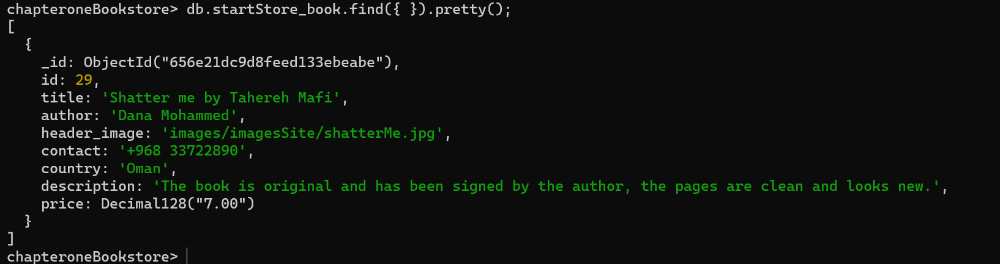 chapteroneBookstore> db.startStore_book.find({ }).pretty();
[
  {
    _id: ObjectId("656e21dc9d8feed133ebeabe"),
    id: 29,
    title: 'Shatter me by Tahereh Mafi',
    author: 'Dana Mohammed',
    header_image: 'images/imagesSite/shatterMe.jpg',
    contact: '+968 33722890',
    country: 'Oman',
    description: 'The book is original and has been signed by the author, the pages are clean and looks new.',
    price: Decimal128("7.00")
  }
]
chapteroneBookstore>